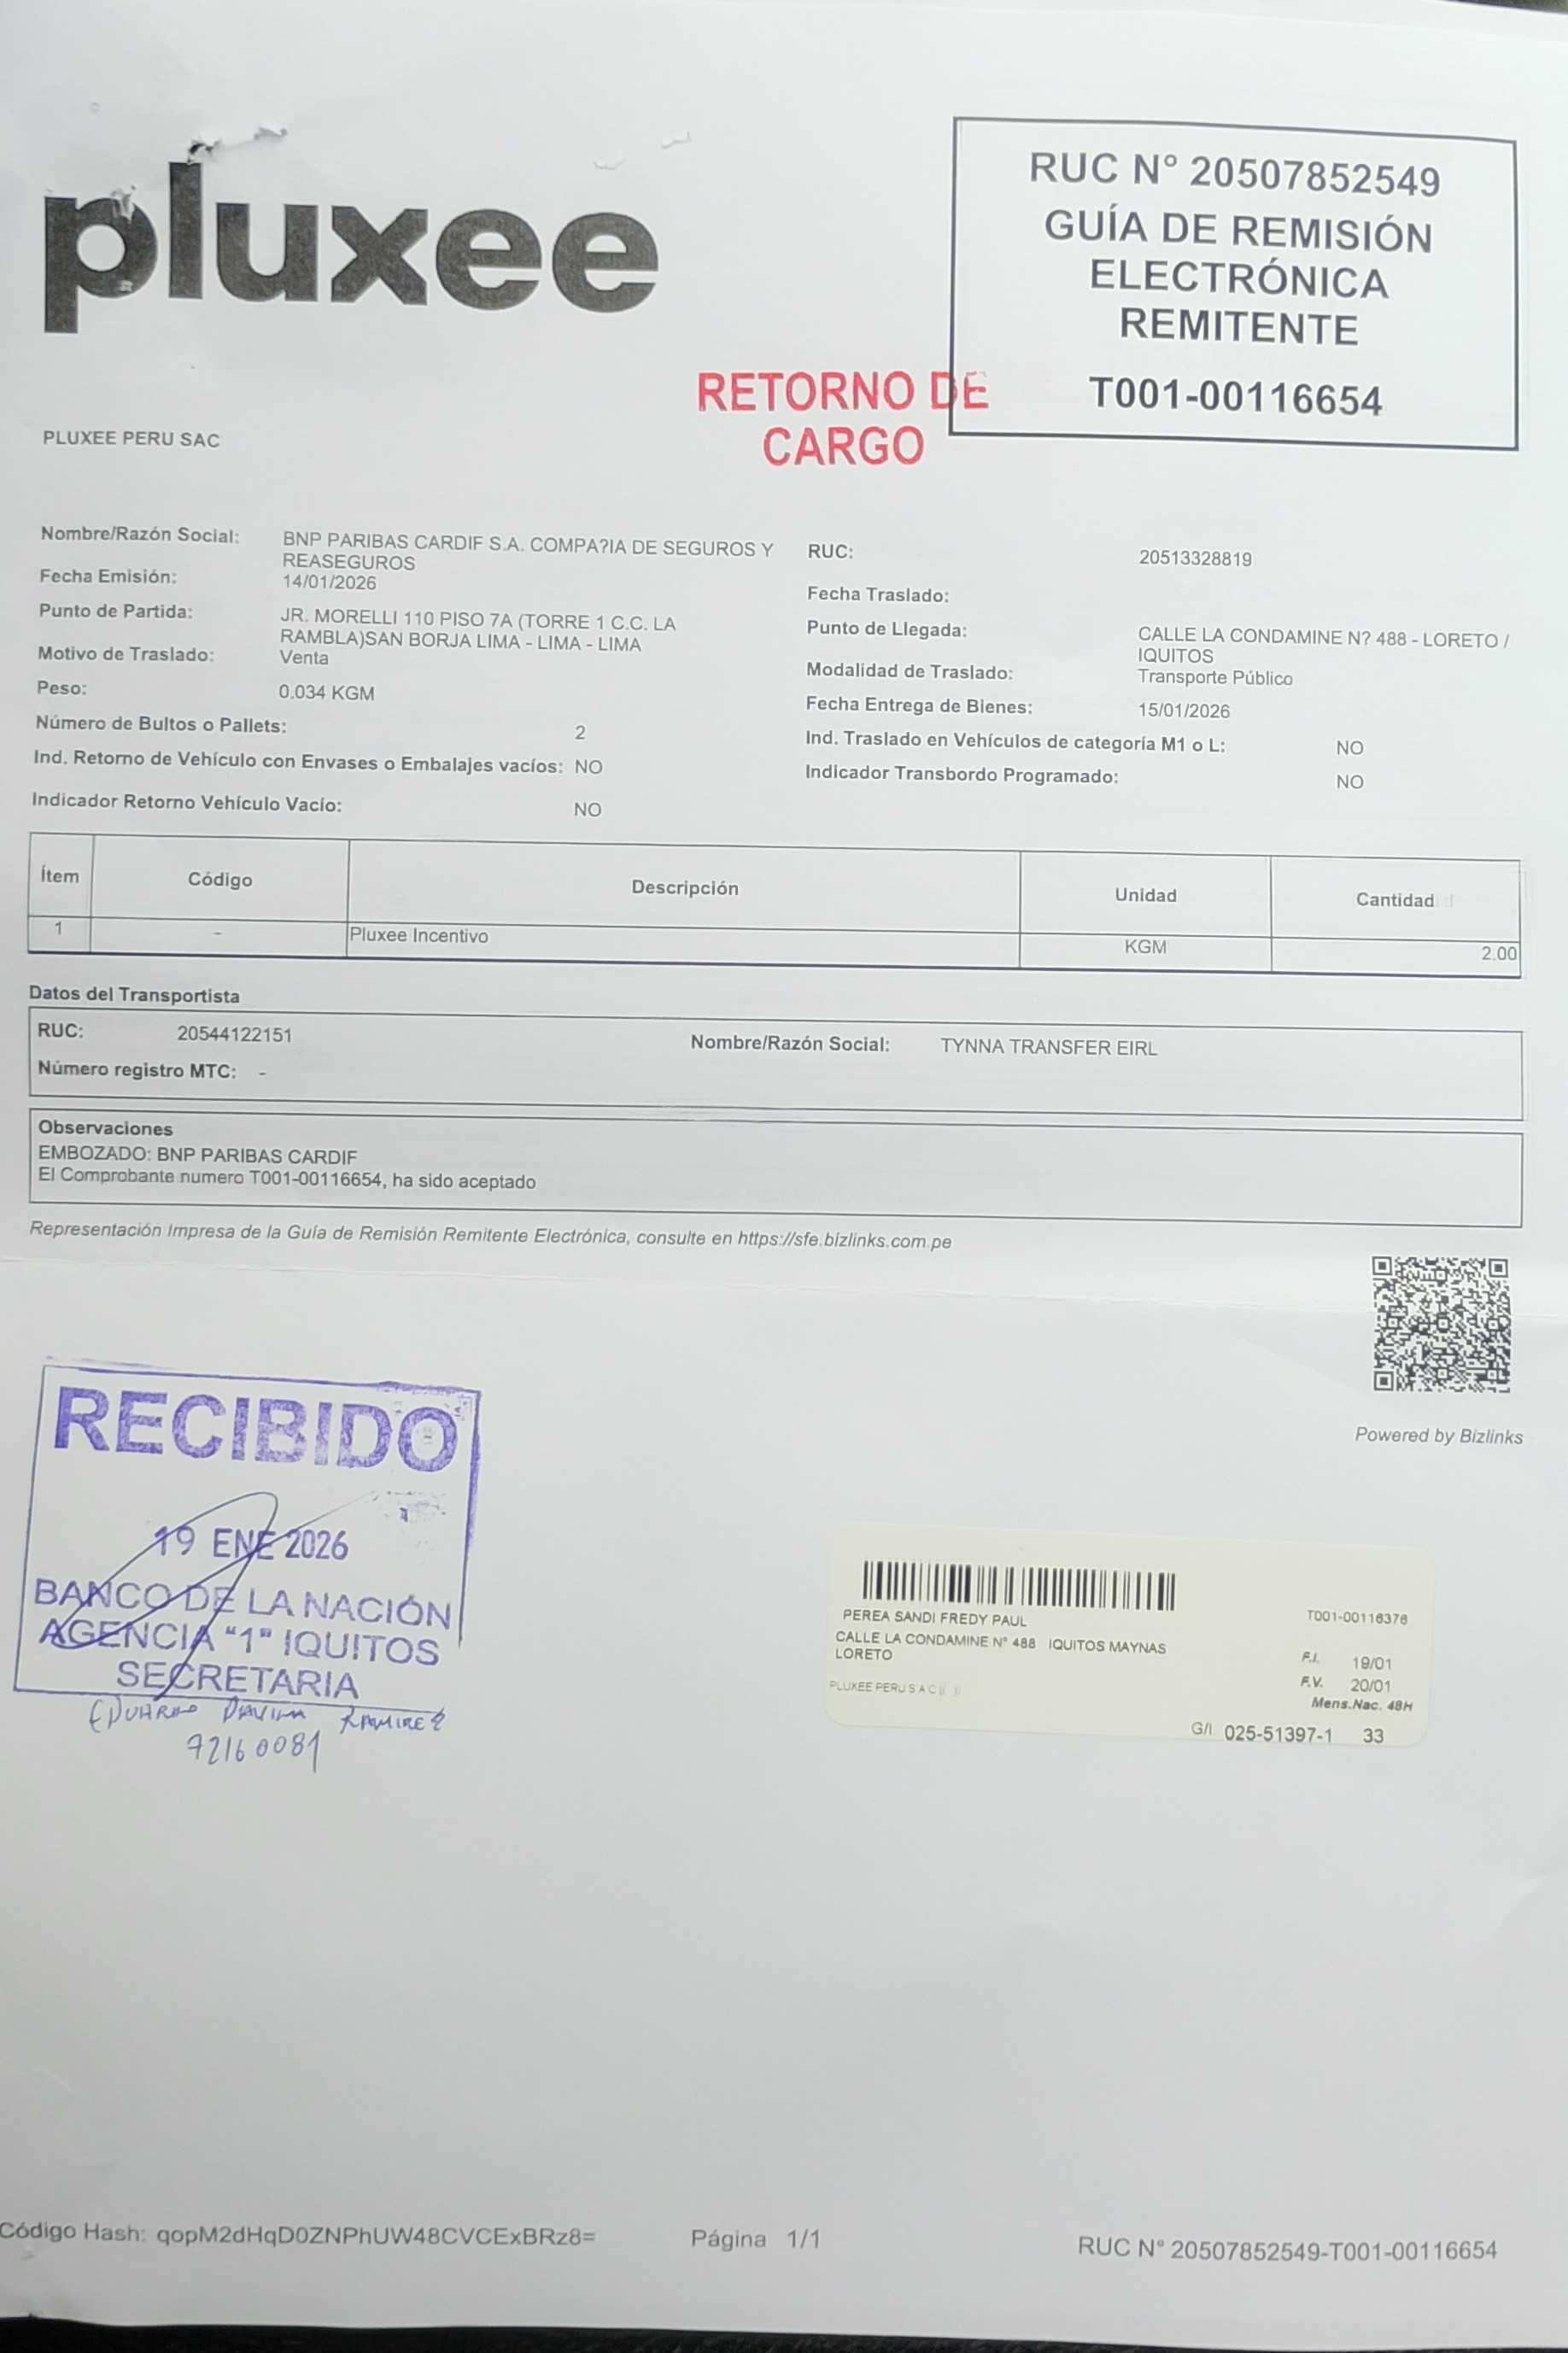 pluxee
RUC N° 20507852549
GUÍA DE REMISIÓN
ELECTRÓNICA
REMITENTE
T001-00116654
RETORNO DE
CARGO
PLUXEE PERU SAC
Nombre/Razón Social: BNP PARIBAS CARDIF S.A. COMPA?IA DE SEGUROS Y
REASEGUROS
RUC: 20513328819
Fecha Emisión: 14/01/2026
Fecha Traslado:
Punto de Partida: JR. MORELLI 110 PISO 7A (TORRE 1 C.C. LA
RAMBLA)SAN BORJA LIMA - LIMA - LIMA
Punto de Llegada: CALLE LA CONDAMINE N? 488 - LORETO /
IQUITOS
Motivo de Traslado: Venta
Modalidad de Traslado: Transporte Público
Peso: 0.034 KGM
Fecha Entrega de Bienes: 15/01/2026
Número de Bultos o Pallets: 2
Ind. Traslado en Vehículos de categoría M1 o L: NO
Ind. Retorno de Vehículo con Envases o Embalajes vacíos: NO
Indicador Transbordo Programado: NO
Indicador Retorno Vehículo Vacío: NO
Ítem Código Descripción Unidad Cantidad
1 - Pluxee Incentivo KGM 2.00
Datos del Transportista
RUC: 20544122151 Nombre/Razón Social: TYNNA TRANSFER EIRL
Número registro MTC: -
Observaciones
EMBOZADO: BNP PARIBAS CARDIF
El Comprobante numero T001-00116654, ha sido aceptado
Representación Impresa de la Guía de Remisión Remitente Electrónica, consulte en https://sfe.bizlinks.com.pe
Powered by Bizlinks
RECIBIDO
19 ENE 2026
BANCO DE LA NACIÓN
AGENCIA "1" IQUITOS
SECRETARIA
EDUARDO DAVILA RAMIREZ
72160081
PEREA SANDI FREDY PAUL T001-00116376
CALLE LA CONDAMINE N° 488 IQUITOS MAYNAS
LORETO
F.I. 19/01
F.V. 20/01
PLUXEE PERU S A C
Mens.Nac. 48H
G/I 025-51397-1 33
Código Hash: qopM2dHqD0ZNPhUW48CVCExBRz8= Página 1/1 RUC N° 20507852549-T001-00116654